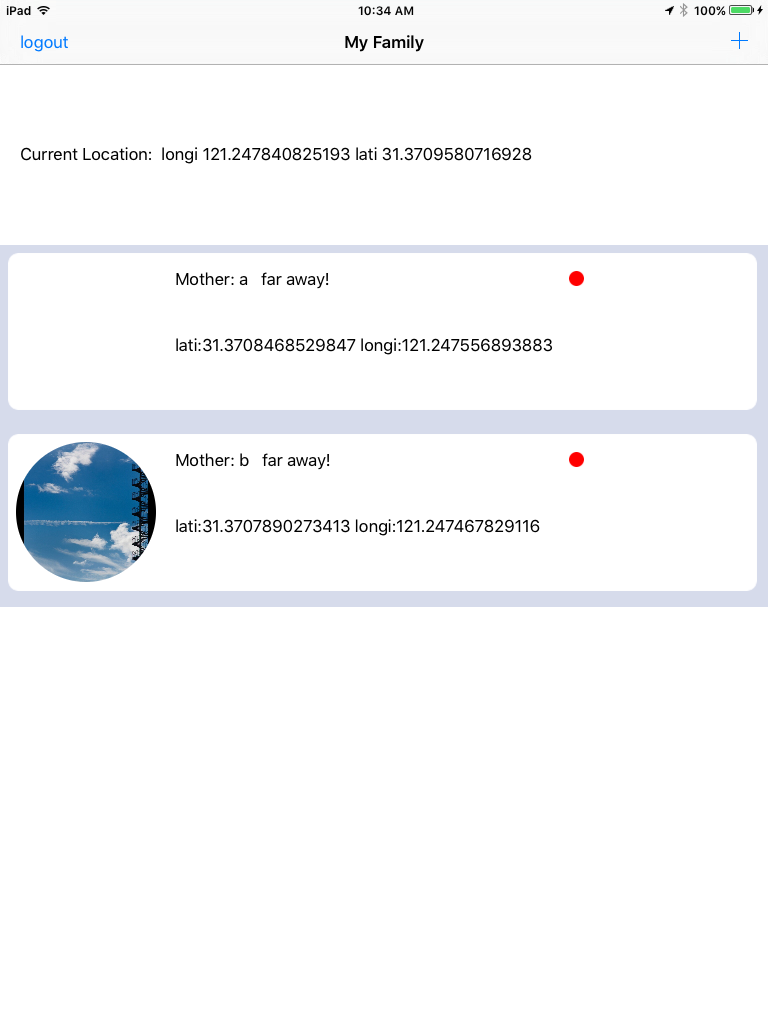 iPad 10:34 AM 100%
logout My Family +
Current Location: longi 121.247840825193 lati 31.3709580716928
Mother: a far away!
lati:31.3708468529847 longi:121.247556893883
Mother: b far away!
lati:31.3707890273413 longi:121.247467829116